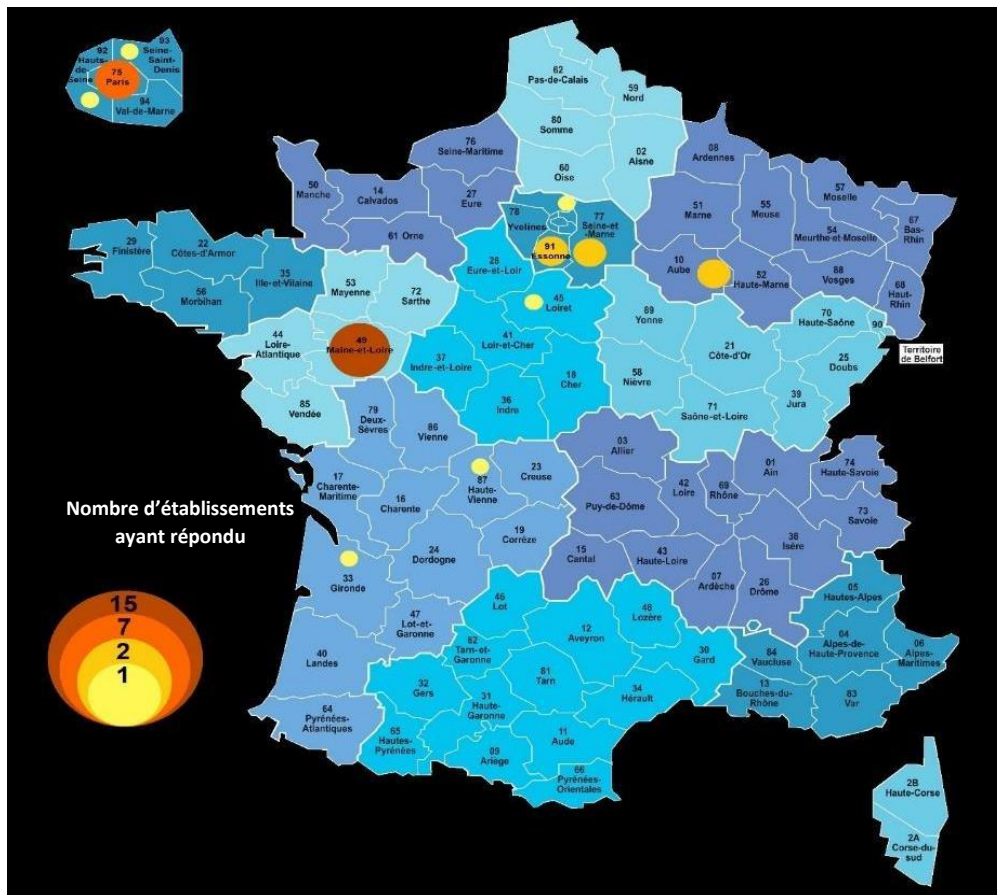 92
Hauts-
de-
Seine
93
Seine-
Saint-
Denis
75
Paris
94
Val-de-Marne
62
Pas-de-Calais
59
Nord
80
Somme
02
Aisne
60
Oise
76
Seine-Maritime
27
Eure
50
Manche
14
Calvados
61 Orne
08
Ardennes
51
Marne
55
Meuse
57
Moselle
54
Meurthe-et-Moselle
67
Bas-
Rhin
10
Aube
52
Haute-Marne
88
Vosges
68
Haut-
Rhin
78
Yvelines
77
Seine-et
-Marne
91
Essonne
29
Finistère
22
Côtes-d'Armor
35
Ille-et-Vilaine
56
Morbihan
53
Mayenne
72
Sarthe
44
Loire-
Atlantique
49
Maine-et-Loire
85
Vendée
28
Eure-et-Loir
45
Loiret
41
Loir-et-Cher
37
Indre-et-Loire
18
Cher
36
Indre
89
Yonne
21
Côte-d'Or
70
Haute-Saône
90
Territoire
de Belfort
25
Doubs
58
Nièvre
39
Jura
71
Saône-et-Loire
79
Deux-
Sèvres
86
Vienne
87
Haute-
Vienne
23
Creuse
17
Charente-
Maritime
16
Charente
19
Corrèze
24
Dordogne
33
Gironde
47
Lot-et-
Garonne
40
Landes
64
Pyrénées-
Atlantiques
03
Allier
63
Puy-de-Dôme
42
Loire
69
Rhône
01
Ain
74
Haute-Savoie
73
Savoie
38
Isère
15
Cantal
43
Haute-Loire
07
Ardèche
26
Drôme
46
Lot
12
Aveyron
48
Lozère
82
Tarn-et-
Garonne
81
Tarn
30
Gard
32
Gers
31
Haute-
Garonne
34
Hérault
65
Hautes-
Pyrénées
09
Ariège
11
Aude
66
Pyrénées-
Orientales
05
Hautes-Alpes
04
Alpes-de-
Haute-Provence
06
Alpes-
Maritimes
84
Vaucluse
13
Bouches-du-
Rhône
83
Var
2B
Haute-Corse
2A
Corse-du-
sud
Nombre d’établissements
ayant répondu
15
7
2
1